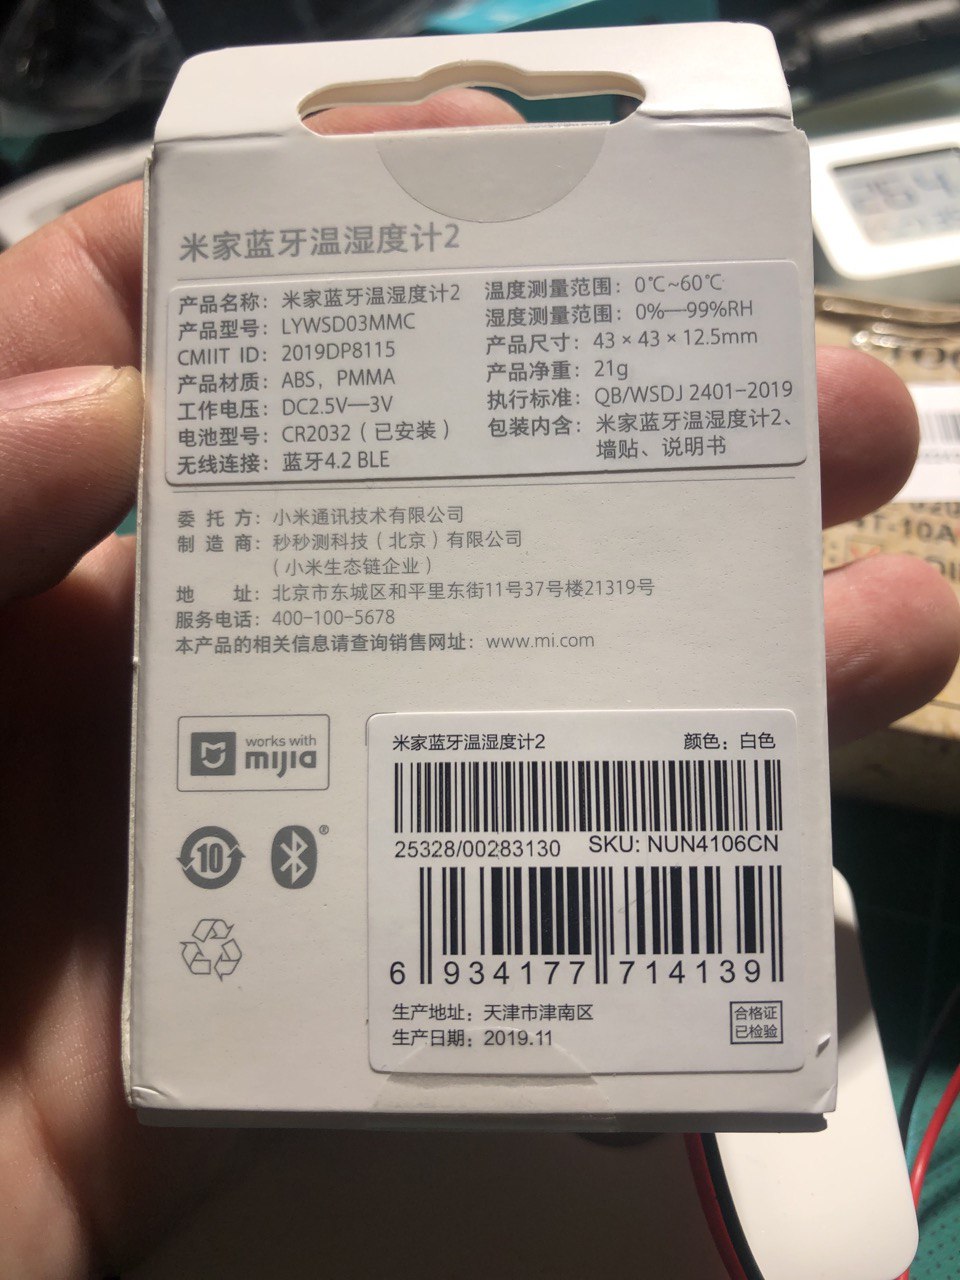 米家蓝牙温湿度计2
产品名称：米家蓝牙温湿度计2
产品型号：LYWSD03MMC
CMIIT ID：2019DP8115
产品材质：ABS，PMMA
工作电压：DC2.5V—3V
电池型号：CR2032（已安装）
无线连接：蓝牙4.2 BLE
温度测量范围：0℃~60℃
湿度测量范围：0%—99%RH
产品尺寸：43×43×12.5mm
产品净重：21g
执行标准：QB/WSDJ 2401-2019
包装内含：米家蓝牙温湿度计2、
墙贴、说明书
委托方：小米通讯技术有限公司
制造商：秒秒测科技（北京）有限公司
（小米生态链企业）
地址：北京市东城区和平里东街11号37号楼21319号
服务电话：400-100-5678
本产品的相关信息请查询销售网址：www.mi.com
works with
mijia
10
®
米家蓝牙温湿度计2 颜色：白色
25328/00283130 SKU: NUN4106CN
6 934177 714139
生产地址：天津市津南区
生产日期：2019.11
合格证
已检验
25.4